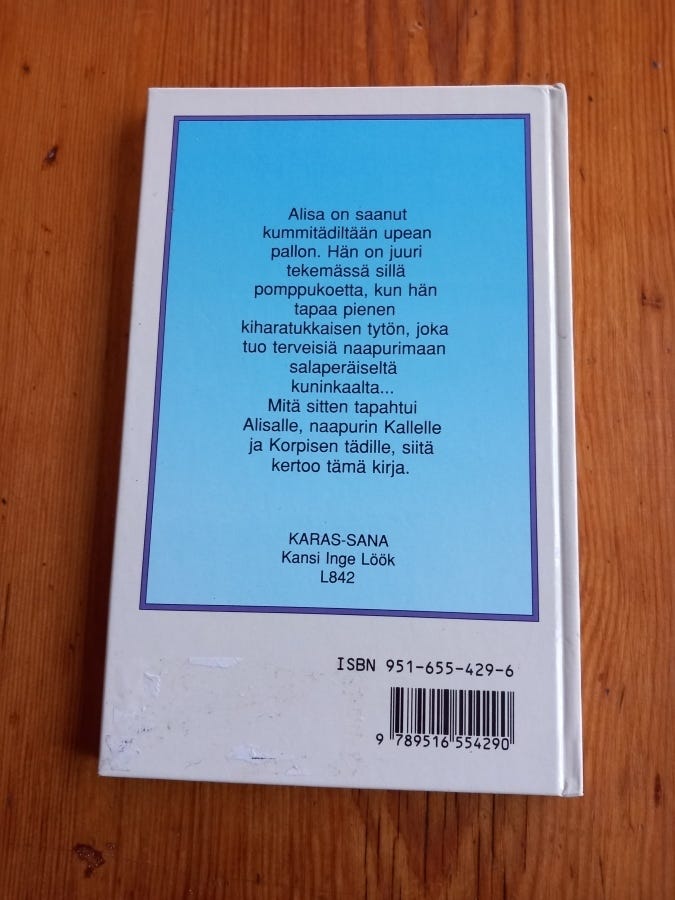 Alisa on saanut
kummitädiltään upean
pallon. Hän on juuri
tekemässä sillä
pomppukoetta, kun hän
tapaa pienen
kiharatukkaisen tytön, joka
tuo terveisiä naapurimaan
salaperäiseltä
kuninkaalta...
Mitä sitten tapahtui
Alisalle, naapurin Kallelle
ja Korpisen tädille, siitä
kertoo tämä kirja.
KARAS-SANA
Kansi Inge Löök
L842
ISBN 951-655-429-6
9 789516 554290